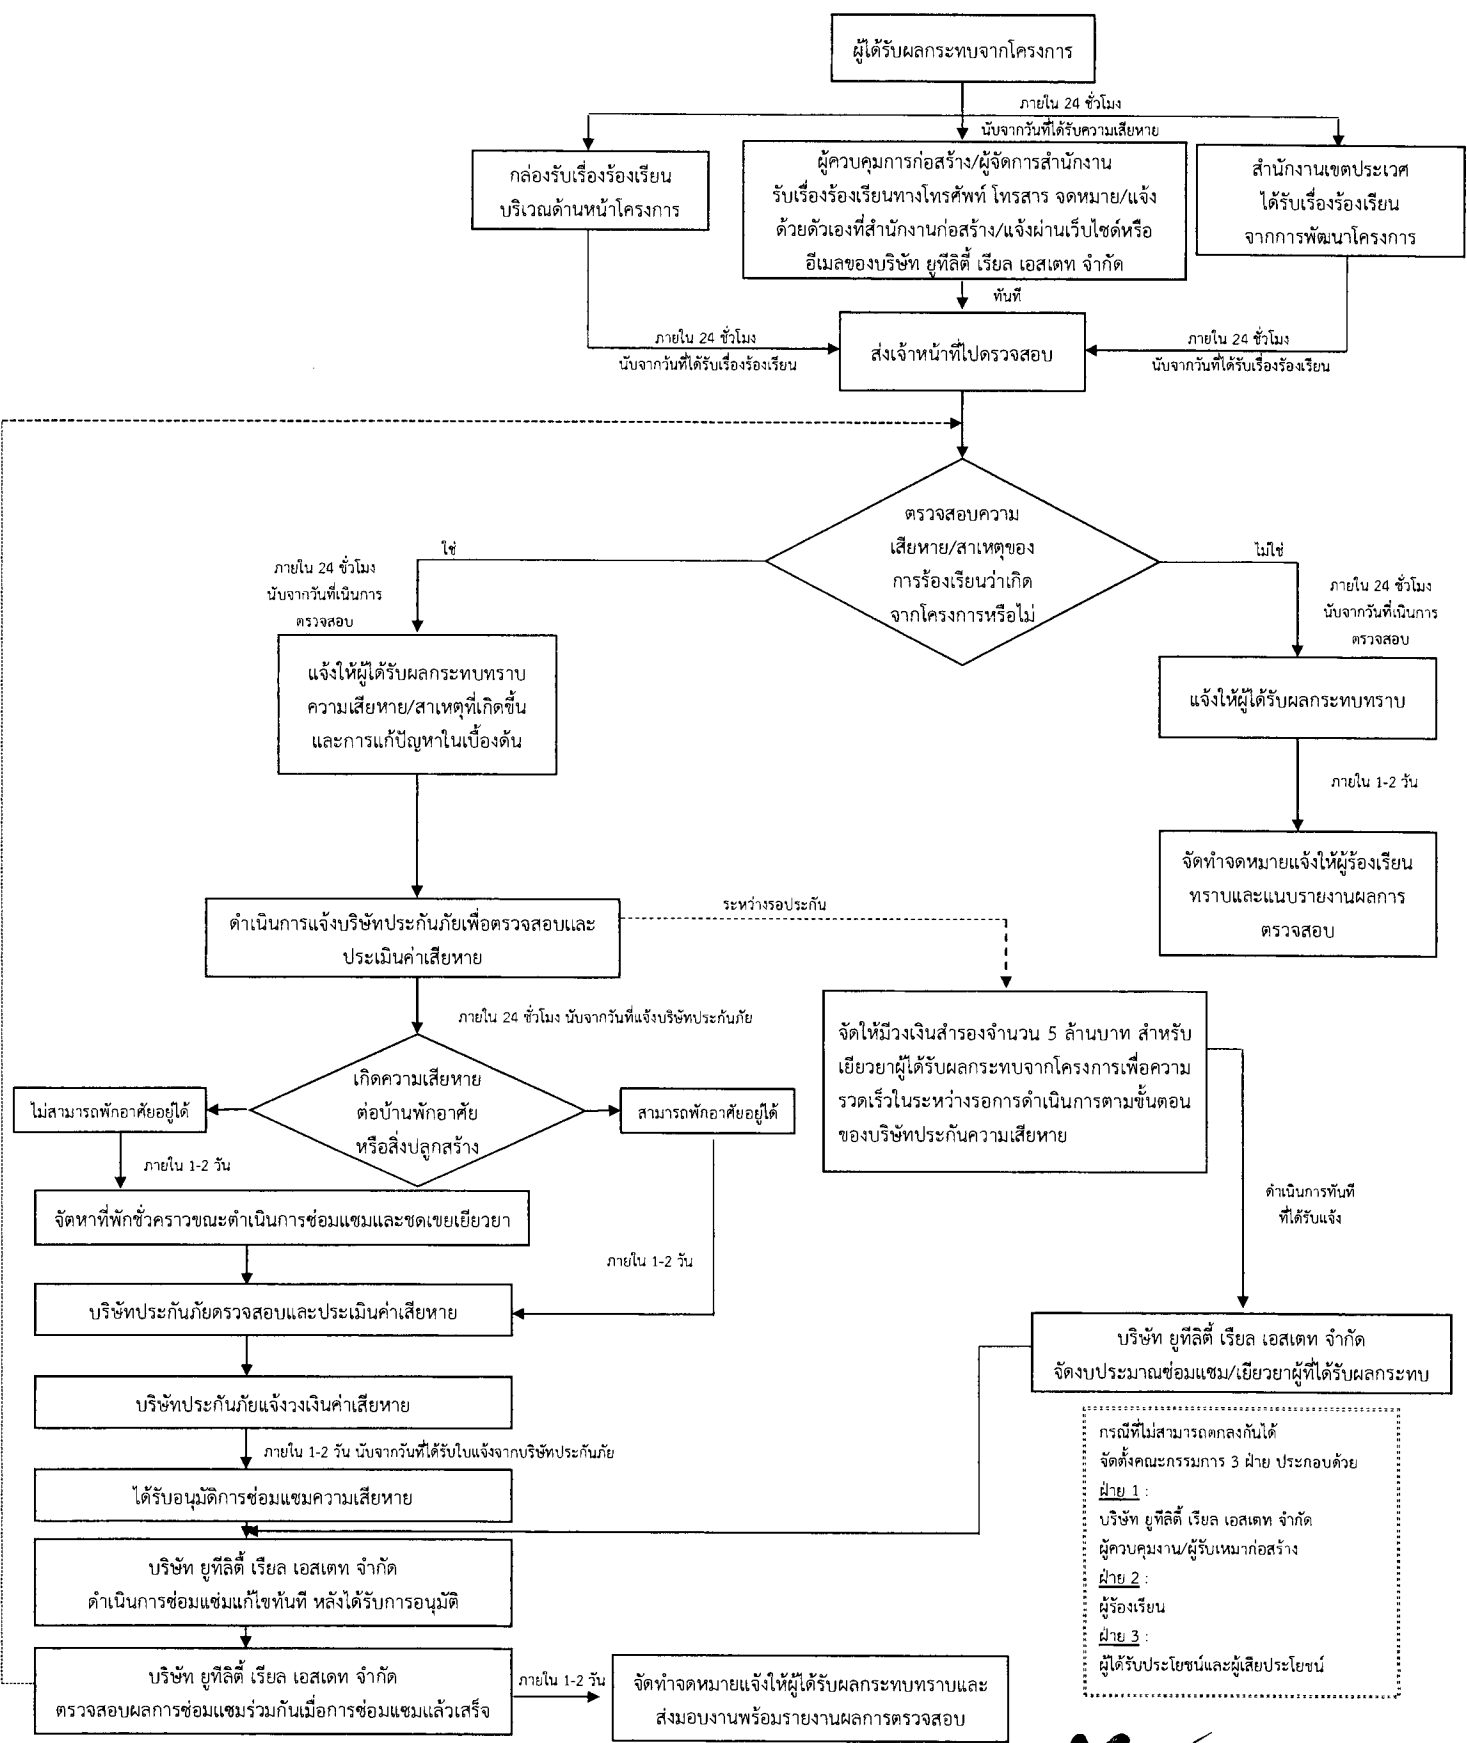 ผู้ได้รับผลกระทบจากโครงการ
ภายใน 24 ชั่วโมง
นับจากวันที่ได้รับความเสียหาย
กล่องรับเรื่องร้องเรียน
บริเวณด้านหน้าโครงการ
ผู้ควบคุมการก่อสร้าง/ผู้จัดการสำนักงาน
รับเรื่องร้องเรียนทางโทรศัพท์ โทรสาร จดหมาย/แจ้ง
ด้วยตัวเองที่สำนักงานก่อสร้าง/แจ้งผ่านเว็บไซด์หรือ
อีเมลของบริษัท ยูทีลิตี้ เรียล เอสเตท จำกัด
สำนักงานเขตประเวศ
ได้รับเรื่องร้องเรียน
จากการพัฒนาโครงการ
ทันที
ภายใน 24 ชั่วโมง
นับจากวันที่ได้รับเรื่องร้องเรียน
ส่งเจ้าหน้าที่ไปตรวจสอบ
ภายใน 24 ชั่วโมง
นับจากวันที่ได้รับเรื่องร้องเรียน
ตรวจสอบความ
เสียหาย/สาเหตุของ
การร้องเรียนว่าเกิด
จากโครงการหรือไม่
ใช่
ภายใน 24 ชั่วโมง
นับจากวันที่เนินการ
ตรวจสอบ
ไม่ใช่
ภายใน 24 ชั่วโมง
นับจากวันที่เนินการ
ตรวจสอบ
แจ้งให้ผู้ได้รับผลกระทบทราบ
ความเสียหาย/สาเหตุที่เกิดขึ้น
และการแก้ปัญหาในเบื้องต้น
แจ้งให้ผู้ได้รับผลกระทบทราบ
ภายใน 1-2 วัน
จัดทำจดหมายแจ้งให้ผู้ร้องเรียน
ทราบและแนบรายงานผลการ
ตรวจสอบ
ดำเนินการแจ้งบริษัทประกันภัยเพื่อตรวจสอบและ
ประเมินค่าเสียหาย
ระหว่างรอประกัน
ภายใน 24 ชั่วโมง นับจากวันที่แจ้งบริษัทประกันภัย
จัดให้มีวงเงินสำรองจำนวน 5 ล้านบาท สำหรับ
เยียวยาผู้ได้รับผลกระทบจากโครงการเพื่อความ
รวดเร็วในระหว่างรอการดำเนินการตามขั้นตอน
ของบริษัทประกันความเสียหาย
เกิดความเสียหาย
ต่อบ้านพักอาศัย
หรือสิ่งปลูกสร้าง
ไม่สามารถพักอาศัยอยู่ได้
สามารถพักอาศัยอยู่ได้
ภายใน 1-2 วัน
ดำเนินการทันที
ที่ได้รับแจ้ง
จัดหาที่พักชั่วคราวขณะดำเนินการซ่อมแซมและชดเชยเยียวยา
ภายใน 1-2 วัน
บริษัทประกันภัยตรวจสอบและประเมินค่าเสียหาย
บริษัท ยูทีลิตี้ เรียล เอสเตท จำกัด
จัดงบประมาณซ่อมแซม/เยียวยาผู้ที่ได้รับผลกระทบ
บริษัทประกันภัยแจ้งวงเงินค่าเสียหาย
ภายใน 1-2 วัน นับจากวันที่ได้รับใบแจ้งจากบริษัทประกันภัย
ได้รับอนุมัติการซ่อมแซมความเสียหาย
บริษัท ยูทีลิตี้ เรียล เอสเตท จำกัด
ดำเนินการซ่อมแซ่มแก้ไขทันที หลังได้รับการอนุมัติ
บริษัท ยูทีลิตี้ เรียล เอสเตท จำกัด
ตรวจสอบผลการซ่อมแซมร่วมกันเมื่อการซ่อมแซมแล้วเสร็จ
ภายใน 1-2 วัน
จัดทำจดหมายแจ้งให้ผู้ได้รับผลกระทบทราบและ
ส่งมอบงานพร้อมรายงานผลการตรวจสอบ
กรณีที่ไม่สามารถตกลงกันได้
จัดตั้งคณะกรรมการ 3 ฝ่าย ประกอบด้วย
ฝ่าย 1 :
บริษัท ยูทีลิตี้ เรียล เอสเตท จำกัด
ผู้ควบคุมงาน/ผู้รับเหมาก่อสร้าง
ฝ่าย 2 :
ผู้ร้องเรียน
ฝ่าย 3 :
ผู้ได้รับประโยชน์และผู้เสียประโยชน์